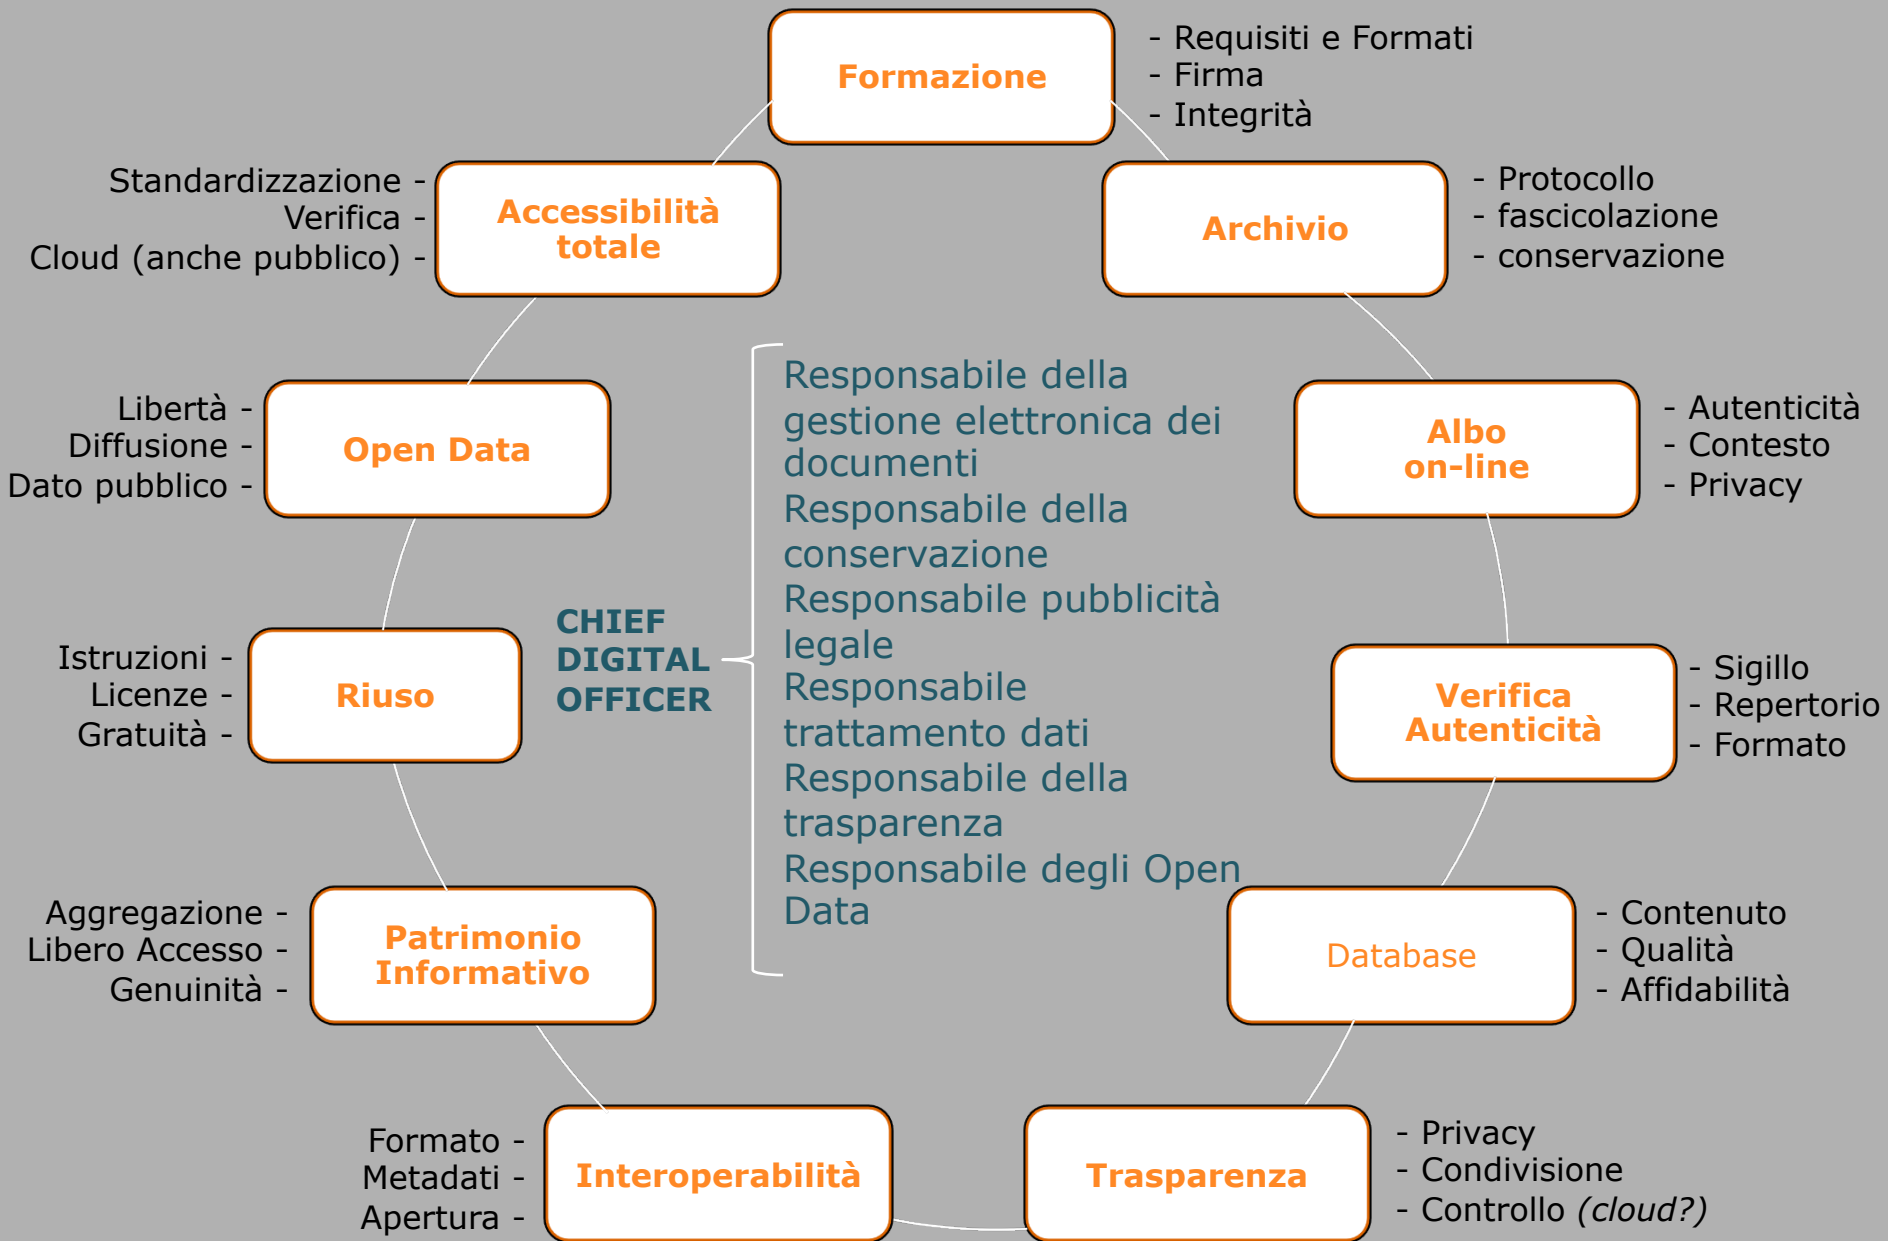 Formazione
- Requisiti e Formati
- Firma
- Integrità
Archivio
- Protocollo
- fascicolazione
- conservazione
Albo
on-line
- Autenticità
- Contesto
- Privacy
Verifica
Autenticità
- Sigillo
- Repertorio
- Formato
Database
- Contenuto
- Qualità
- Affidabilità
Trasparenza
- Privacy
- Condivisione
- Controllo (cloud?)
Interoperabilità
Formato -
Metadati -
Apertura -
Patrimonio
Informativo
Aggregazione -
Libero Accesso -
Genuinità -
Riuso
Istruzioni -
Licenze -
Gratuità -
Open Data
Libertà -
Diffusione -
Dato pubblico -
Accessibilità
totale
Standardizzazione -
Verifica -
Cloud (anche pubblico) -
CHIEF
DIGITAL
OFFICER
Responsabile della
gestione elettronica dei
documenti
Responsabile della
conservazione
Responsabile pubblicità
legale
Responsabile
trattamento dati
Responsabile della
trasparenza
Responsabile degli Open
Data